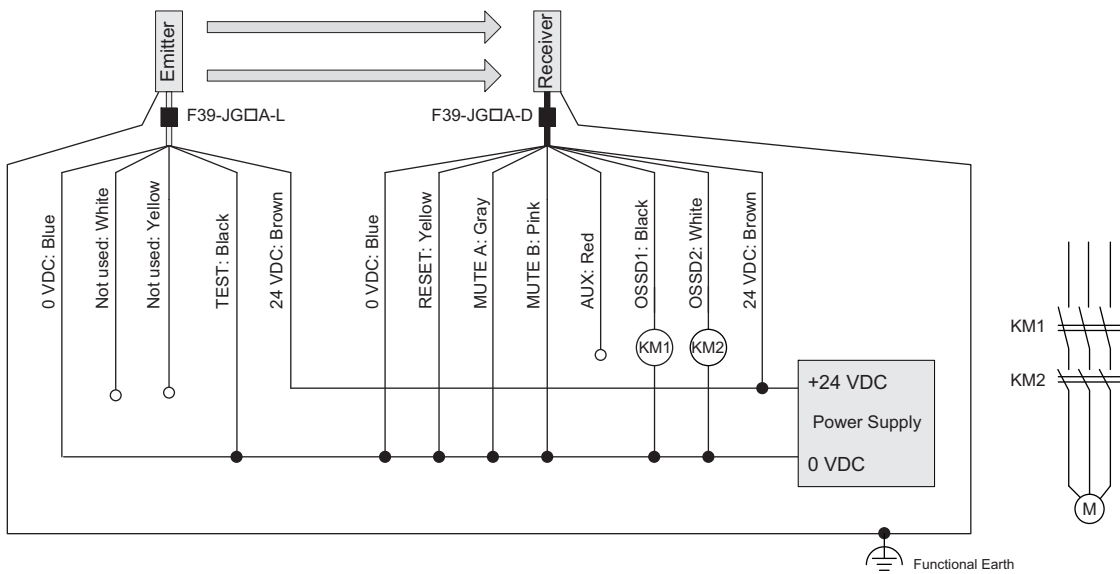 Emitter
Receiver
F39-JG□A-L
F39-JG□A-D
0 VDC: Blue
Not used: White
Not used: Yellow
TEST: Black
24 VDC: Brown
0 VDC: Blue
RESET: Yellow
MUTE A: Gray
MUTE B: Pink
AUX: Red
OSSD1: Black
OSSD2: White
24 VDC: Brown
KM1
KM2
+24 VDC
Power Supply
0 VDC
KM1
KM2
M
Functional Earth